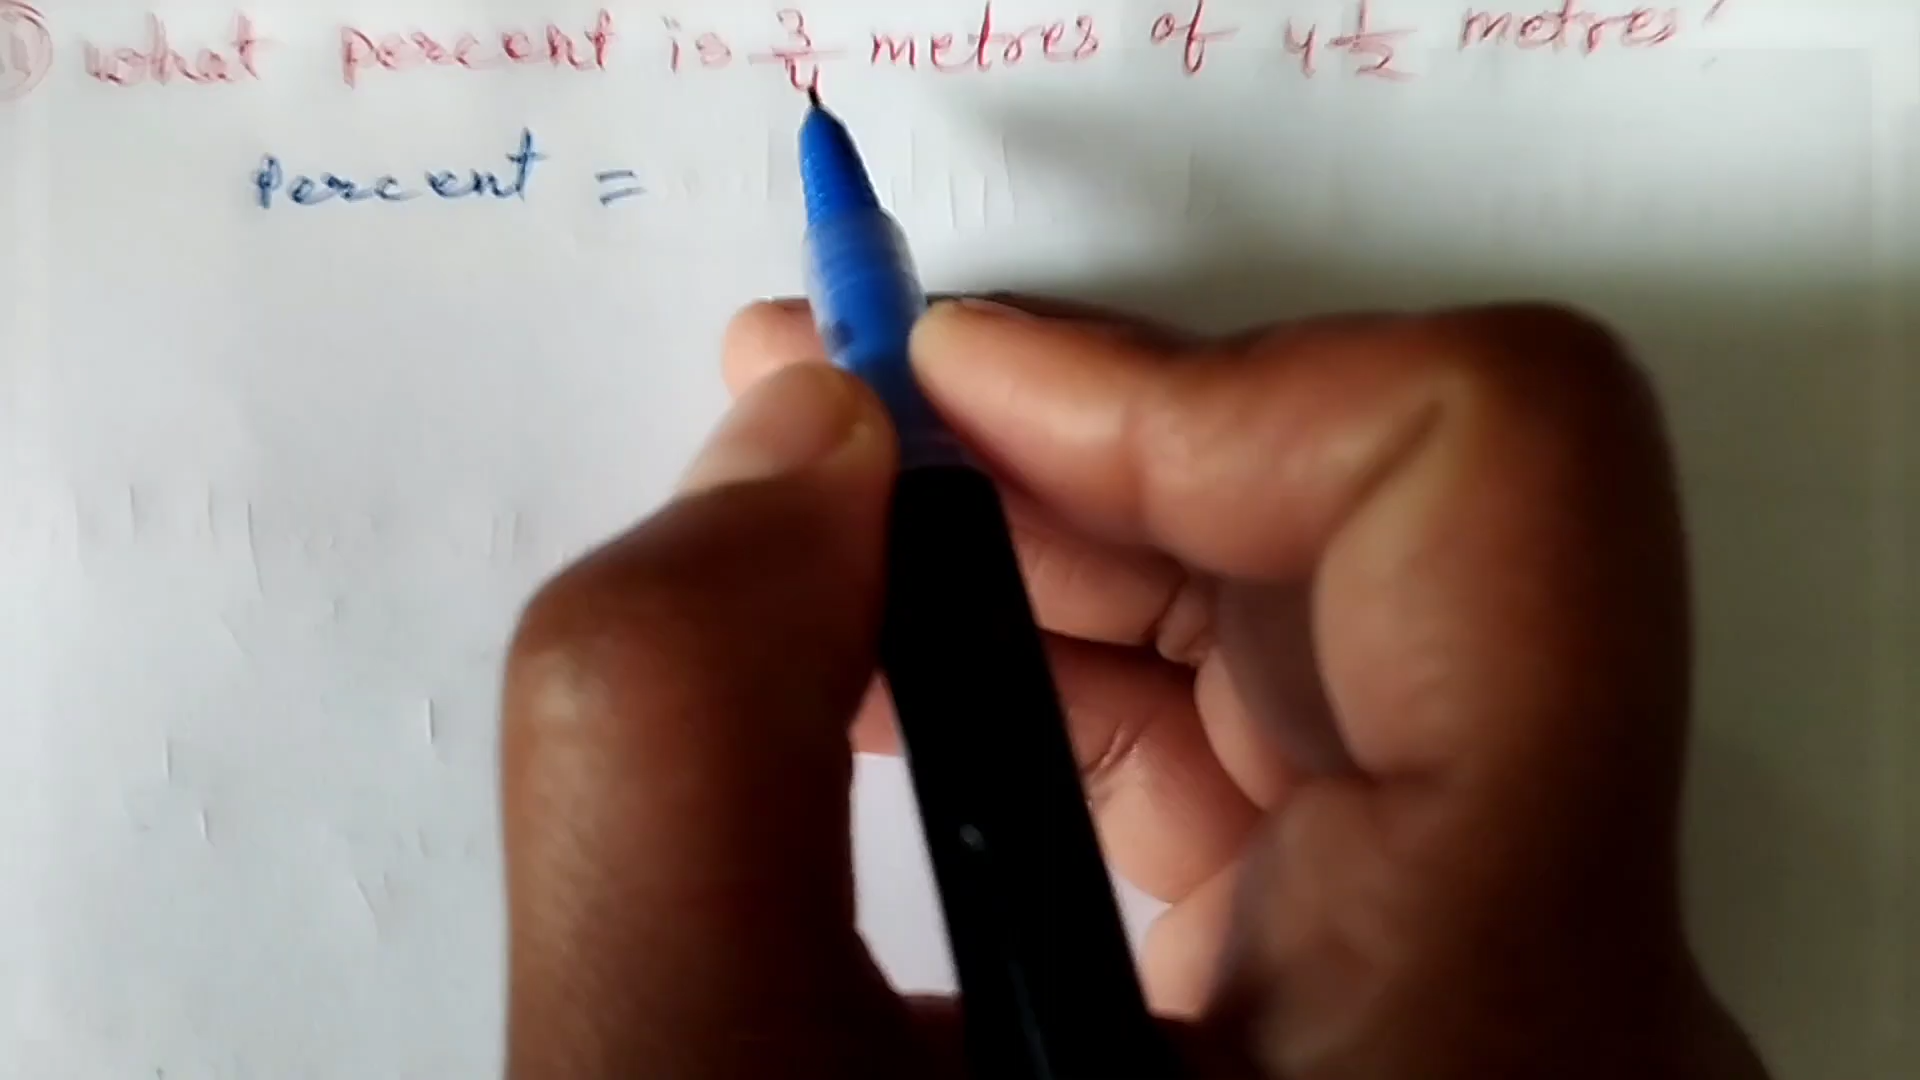 What percent is 3/4 metres of 4 1/2 metres?
Percent =